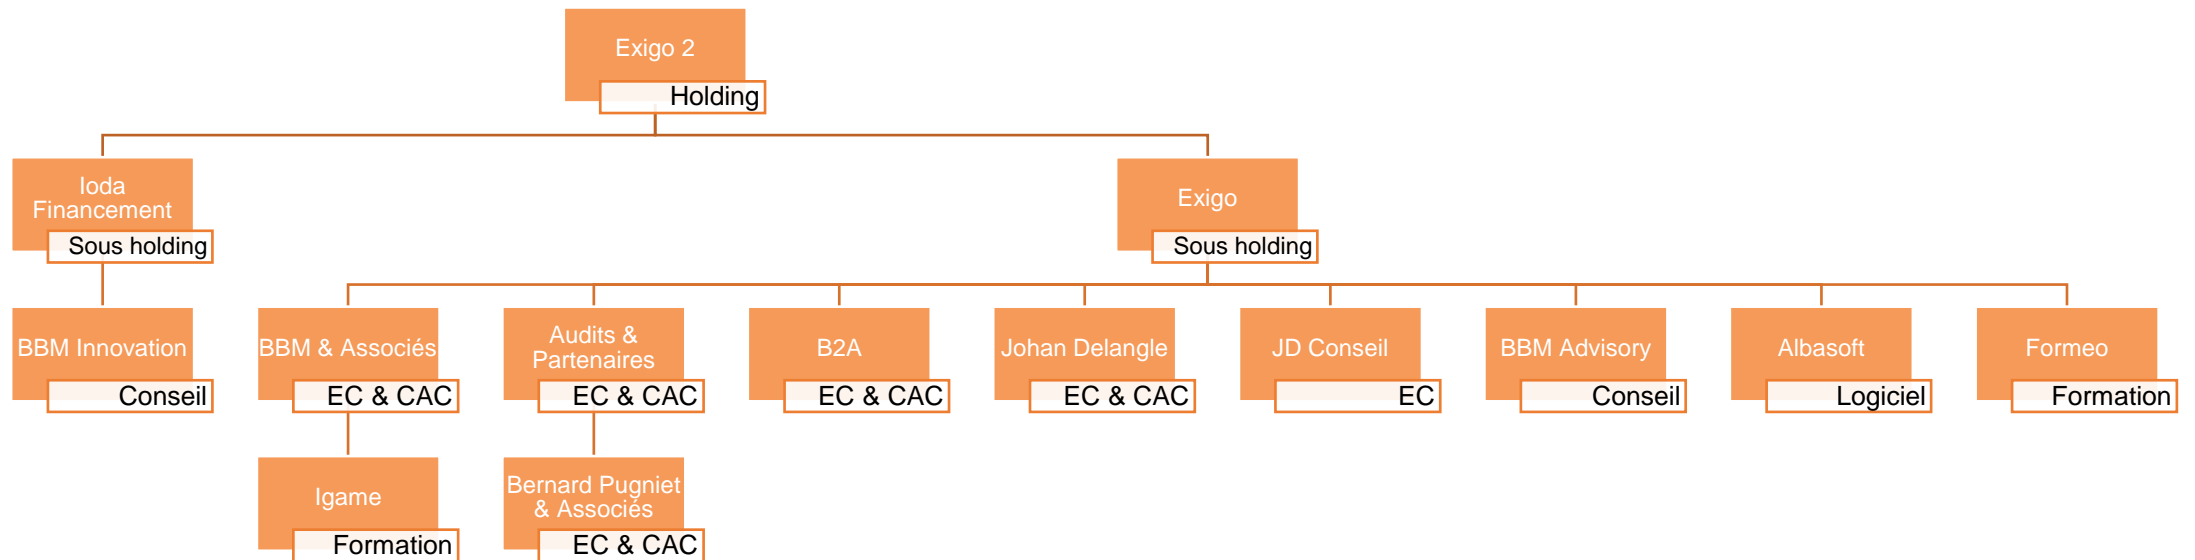 Exigo 2
Holding
Ioda
Financement
Sous holding
Exigo
Sous holding
BBM Innovation
Conseil
BBM & Associés
EC & CAC
Audits &
Partenaires
EC & CAC
B2A
EC & CAC
Johan Delangle
EC & CAC
JD Conseil
EC
BBM Advisory
Conseil
Albasoft
Logiciel
Formeo
Formation
Igame
Formation
Bernard Pugniet
& Associés
EC & CAC